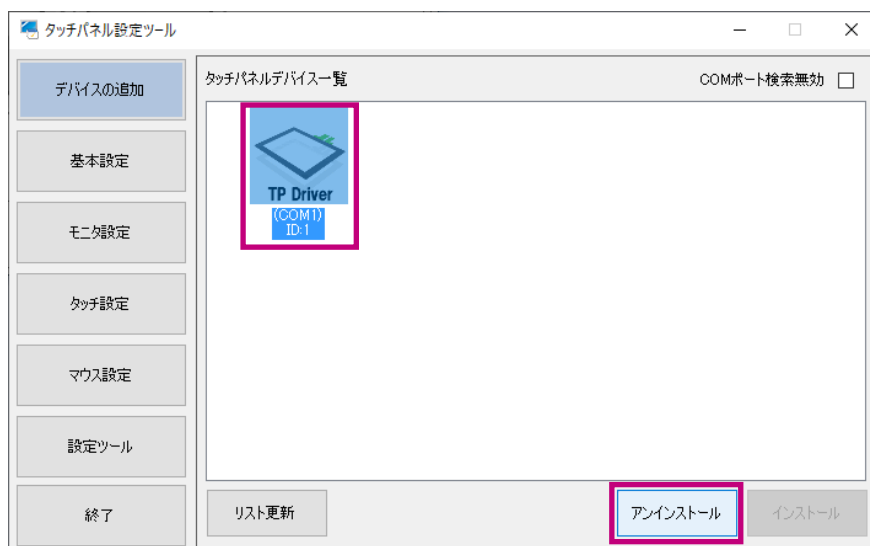 タッチパネル設定ツール
デバイスの追加
基本設定
モニタ設定
タッチ設定
マウス設定
設定ツール
終了
タッチパネルデバイス一覧
COMポート検索無効
TP Driver
(COM1)
ID:1
リスト更新
アンインストール
インストール